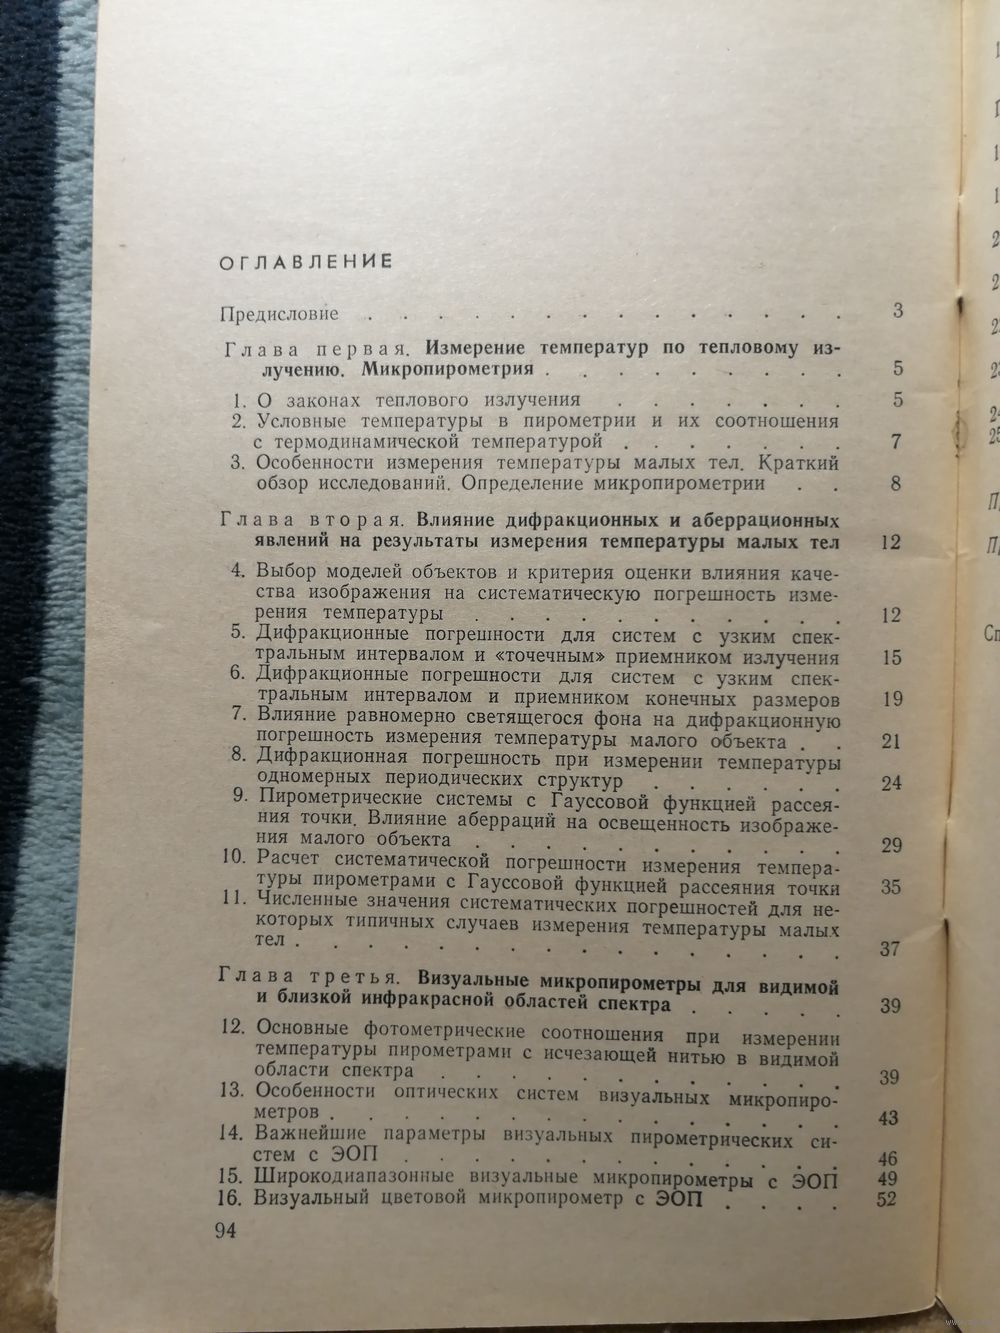 ОГЛАВЛЕНИЕ
Предисловие . . . . . . . . . . . . . 3
Глава первая. Измерение температур по тепловому из-
лучению. Микропирометрия . . . . . . . . 5
1. О законах теплового излучения . . . . . . . 5
2. Условные температуры в пирометрии и их соотношения
с термодинамической температурой . . . . . . . 7
3. Особенности измерения температуры малых тел. Краткий
обзор исследований. Определение микропирометрии . . 8
Глава вторая. Влияние дифракционных и аберрационных
явлений на результаты измерения температуры малых тел 12
4. Выбор моделей объектов и критерия оценки влияния каче-
ства изображения на систематическую погрешность изме-
рения температуры . . . . . . . . . . 12
5. Дифракционные погрешности для систем с узким спек-
тральным интервалом и «точечным» приемником излучения 15
6. Дифракционные погрешности для систем с узким спек-
тральным интервалом и приемником конечных размеров 19
7. Влияние равномерно светящегося фона на дифракционную
погрешность измерения температуры малого объекта . . . 21
8. Дифракционная погрешность при измерении температуры
одномерных периодических структур . . . . . . 24
9. Пирометрические системы с Гауссовой функцией рассея-
ния точки. Влияние аберраций на освещенность изображе-
ния малого объекта . . . . . . . . . . 29
10. Расчет систематической погрешности измерения темпера-
туры пирометрами с Гауссовой функцией рассеяния точки 35
11. Численные значения систематических погрешностей для не-
которых типичных случаев измерения температуры малых
тел . . . . . . . . . . . . . . 37
Глава третья. Визуальные микропирометры для видимой
и близкой инфракрасной областей спектра . . . . . 39
12. Основные фотометрические соотношения при измерении
температуры пирометрами с исчезающей нитью в видимой
области спектра . . . . . . . . . . . 39
13. Особенности оптических систем визуальных микропиро-
метров . . . . . . . . . . . . . . 43
14. Важнейшие параметры визуальных пирометрических си-
стем с ЭОП . . . . . . . . . . . . 46
15. Широкодиапазонные визуальные микропирометры с ЭОП 49
16. Визуальный цветовой микропирометр с ЭОП . . . . 52
94